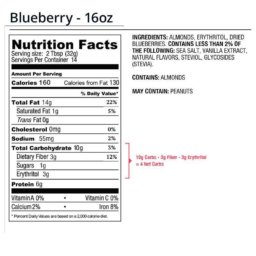 Blueberry - 16oz
Nutrition Facts
Serving size: 2 Tbsp (32g)
Servings Per Container 14
Amount Per Serving
Calories 160 Calories from Fat 130
% Daily Value*
Total Fat 14g 22%
Saturated Fat 1g 5%
Trans Fat 0g
Cholesterol 0mg 0%
Sodium 55mg 2%
Total Carbohydrate 10g 3%
Dietary Fiber 3g 12%
Sugars 1g
Erythritol 3g
Protein 6g
Vitamin A 0% • Vitamin C 0%
Calcium 2% • Iron 8%
* Percent Daily Values are based on a 2,000 calorie diet.
INGREDIENTS: ALMONDS, ERYTHRITOL, DRIED
BLUEBERRIES. CONTAINS LESS THAN 2% OF
THE FOLLOWING: SEA SALT, VANILLA EXTRACT,
NATURAL FLAVORS, STEVIOL GLYCOSIDES
(STEVIA).
CONTAINS: ALMONDS
MAY CONTAIN: PEANUTS
10g Carbs - 3g Fiber - 3g Erythritol
= 4 Net Carbs